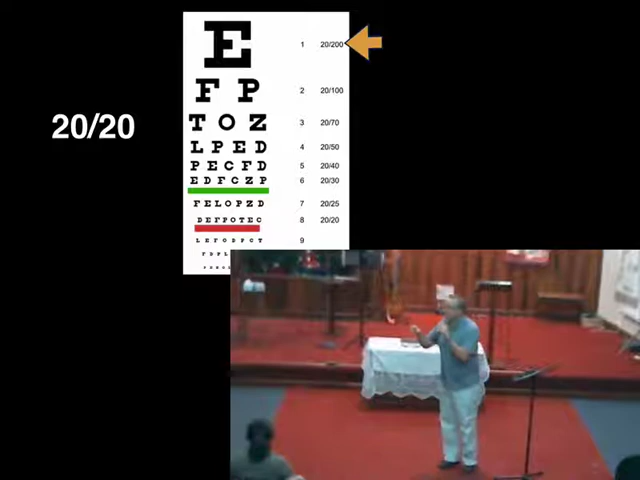 20/20
E 1 20/200
F P 2 20/100
T O Z 3 20/70
L P E D 4 20/50
P E C F D 5 20/40
E D F C Z P 6 20/30
F E L O P Z D 7 20/25
D E F P O T E C 8 20/20
L E F O D P C T 9